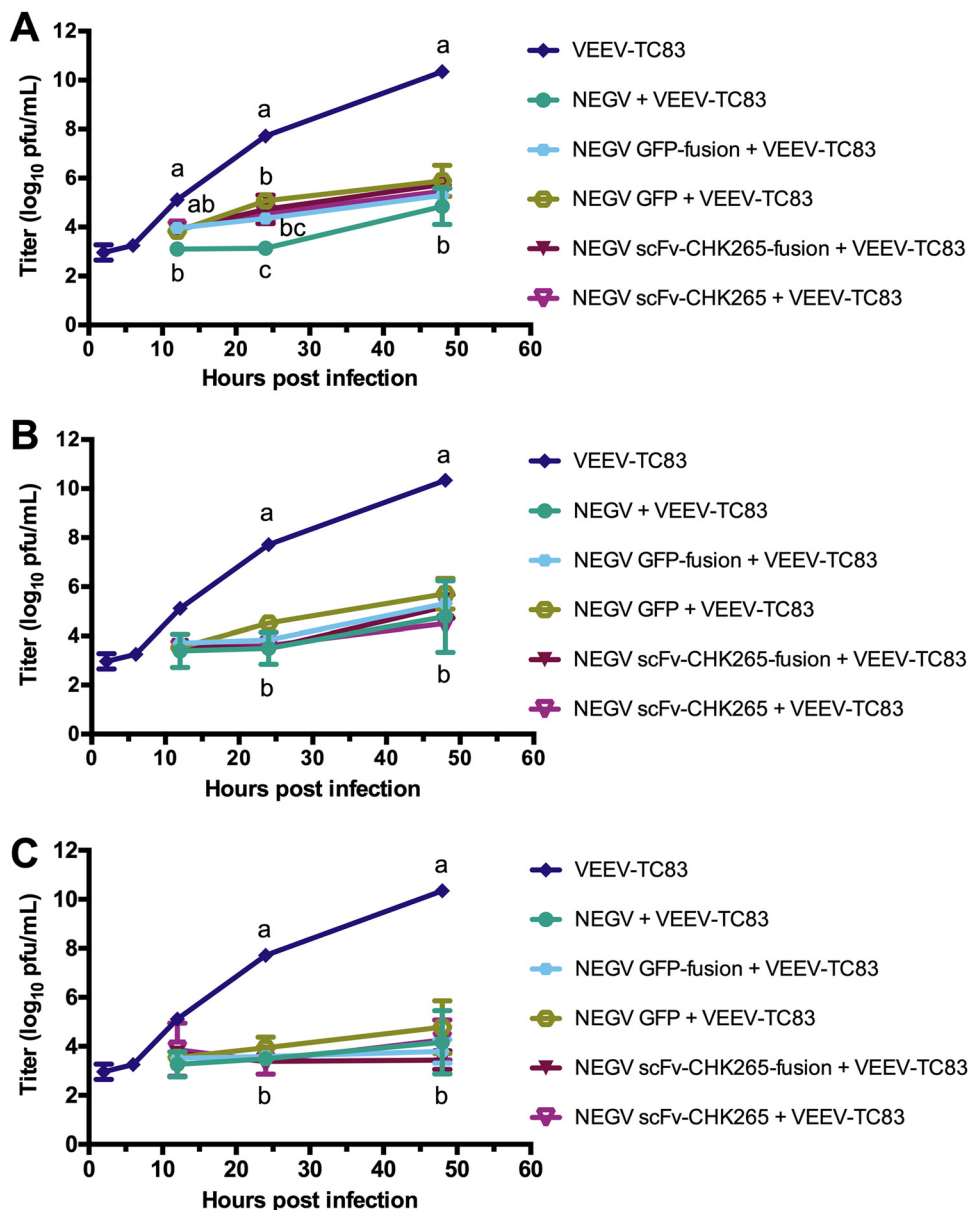 A
Titer (log10 pfu/mL)
12
10
8
6
4
2
0
a
a
a
ab
b
bc
b
c
b
0 10 20 30 40 50 60
Hours post infection
VEEV-TC83
NEGV + VEEV-TC83
NEGV GFP-fusion + VEEV-TC83
NEGV GFP + VEEV-TC83
NEGV scFv-CHK265-fusion + VEEV-TC83
NEGV scFv-CHK265 + VEEV-TC83
B
Titer (log10 pfu/mL)
12
10
8
6
4
2
0
a
a
b
b
0 10 20 30 40 50 60
Hours post infection
VEEV-TC83
NEGV + VEEV-TC83
NEGV GFP-fusion + VEEV-TC83
NEGV GFP + VEEV-TC83
NEGV scFv-CHK265-fusion + VEEV-TC83
NEGV scFv-CHK265 + VEEV-TC83
C
Titer (log10 pfu/mL)
12
10
8
6
4
2
0
a
a
b
b
0 10 20 30 40 50 60
Hours post infection
VEEV-TC83
NEGV + VEEV-TC83
NEGV GFP-fusion + VEEV-TC83
NEGV GFP + VEEV-TC83
NEGV scFv-CHK265-fusion + VEEV-TC83
NEGV scFv-CHK265 + VEEV-TC83